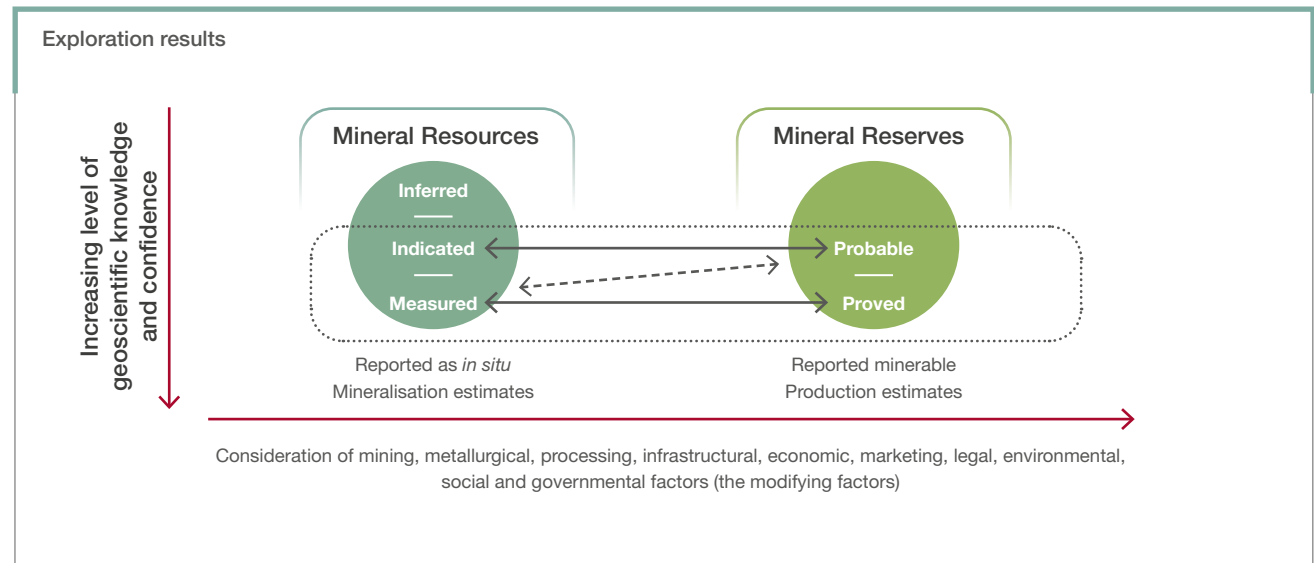 Exploration results
Increasing level of
geoscientific knowledge
and confidence
Mineral Resources
Inferred
Indicated
Measured
Reported as in situ
Mineralisation estimates
Mineral Reserves
Probable
Proved
Reported minerable
Production estimates
Consideration of mining, metallurgical, processing, infrastructural, economic, marketing, legal, environmental,
social and governmental factors (the modifying factors)